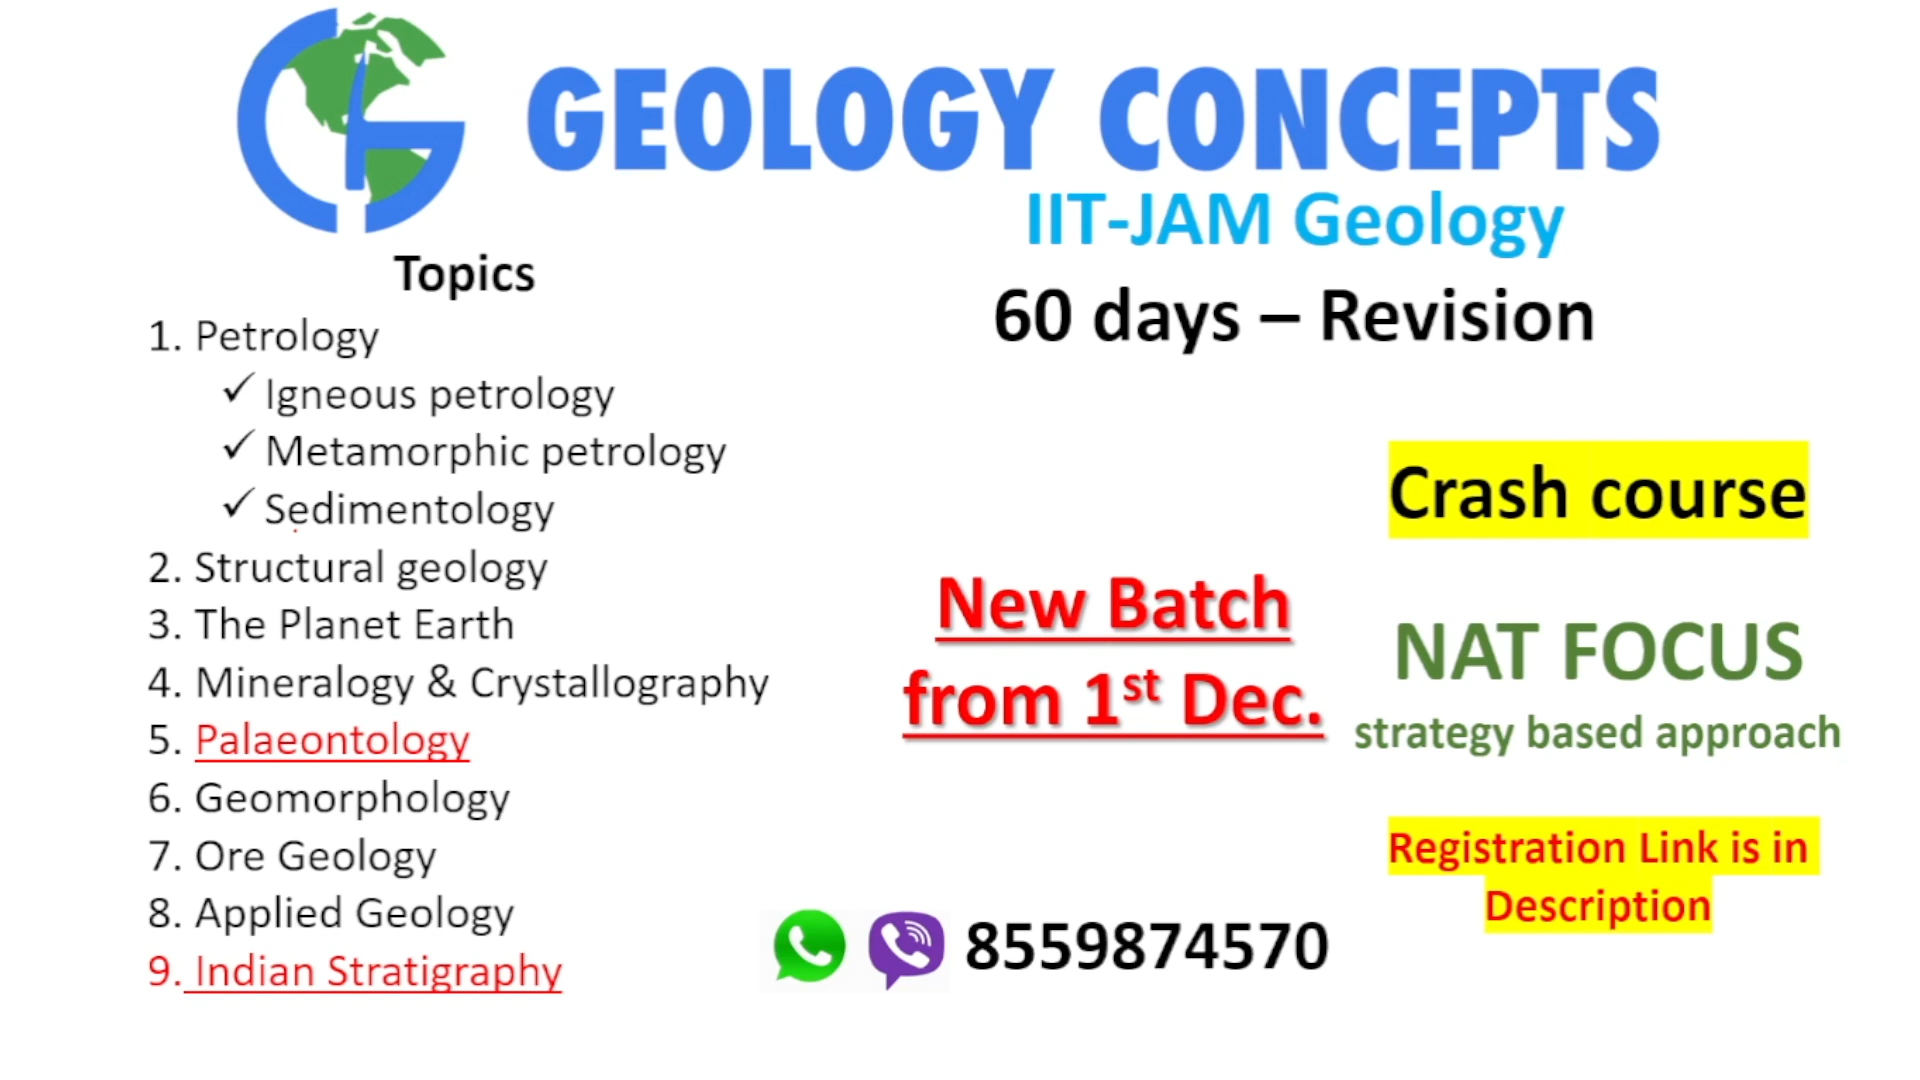 GEOLOGY CONCEPTS
IIT-JAM Geology
60 days – Revision
Topics
1. Petrology
✓ Igneous petrology
✓ Metamorphic petrology
✓ Sedimentology
2. Structural geology
3. The Planet Earth
4. Mineralogy & Crystallography
5. Palaeontology
6. Geomorphology
7. Ore Geology
8. Applied Geology
9. Indian Stratigraphy
Crash course
New Batch
from 1st Dec.
NAT FOCUS
strategy based approach
Registration Link is in
Description
8559874570